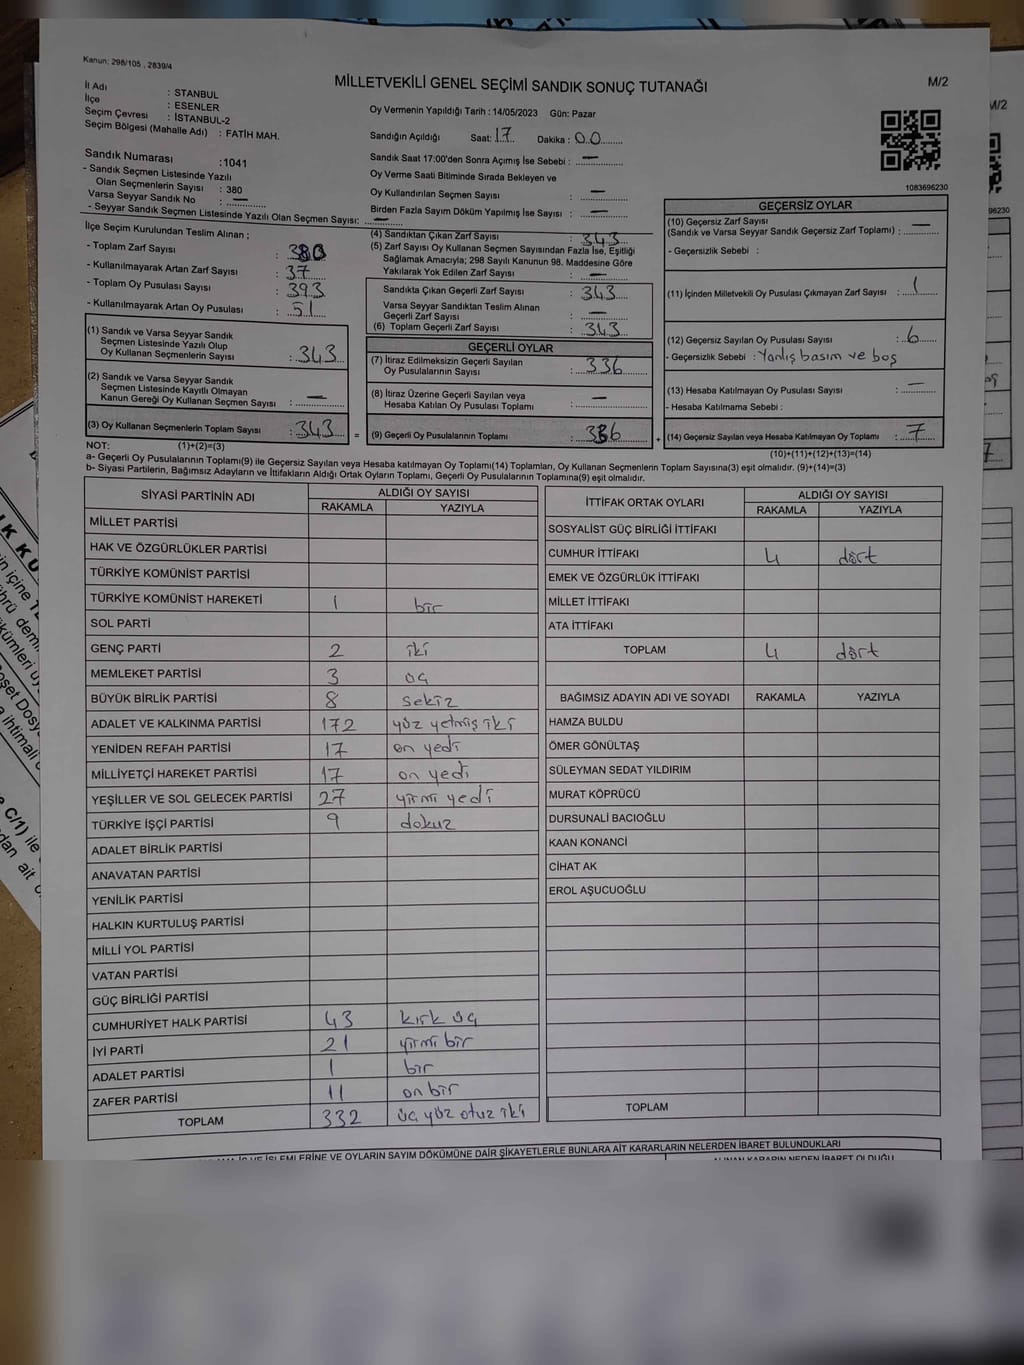 Kanun: 298/105 , 2839/4
MİLLETVEKİLİ GENEL SEÇİMİ SANDIK SONUÇ TUTANAĞI
M/2
İl Adı : STANBUL
İlçe : ESENLER
Seçim Çevresi : İSTANBUL-2
Seçim Bölgesi (Mahalle Adı) : FATİH MAH.
Oy Vermenin Yapıldığı Tarih : 14/05/2023 Gün: Pazar
Sandığın Açıldığı Saat: 17 Dakika : 00
Sandık Saat 17:00'den Sonra Açımış İse Sebebi : —
Oy Verme Saati Bitiminde Sırada Bekleyen ve
Oy Kullandırılan Seçmen Sayısı : —
Birden Fazla Sayım Döküm Yapılmış İse Sayısı : —
1083696230
Sandık Numarası :1041
- Sandık Seçmen Listesinde Yazılı
Olan Seçmenlerin Sayısı : 380
Varsa Seyyar Sandık No : —
- Seyyar Sandık Seçmen Listesinde Yazılı Olan Seçmen Sayısı: —
İlçe Seçim Kurulundan Teslim Alınan ;
- Toplam Zarf Sayısı : 380
- Kullanılmayarak Artan Zarf Sayısı : 37
- Toplam Oy Pusulası Sayısı : 393
- Kullanılmayarak Artan Oy Pusulası : 51
(1) Sandık ve Varsa Seyyar Sandık
Seçmen Listesinde Yazılı Olup
Oy Kullanan Seçmenlerin Sayısı : 343
(2) Sandık ve Varsa Seyyar Sandık
Seçmen Listesinde Kayıtlı Olmayan
Kanun Gereği Oy Kullanan Seçmen Sayısı : —
(3) Oy Kullanan Seçmenlerin Toplam Sayısı : 343 =
(4) Sandıktan Çıkan Zarf Sayısı : 343
(5) Zarf Sayısı Oy Kullanan Seçmen Sayısından Fazla İse, Eşitliği
Sağlamak Amacıyla; 298 Sayılı Kanunun 98. Maddesine Göre
Yakılarak Yok Edilen Zarf Sayısı : —
Sandıkta Çıkan Geçerli Zarf Sayısı : 343
Varsa Seyyar Sandıktan Teslim Alınan
Geçerli Zarf Sayısı : —
(6) Toplam Geçerli Zarf Sayısı : 343
GEÇERLİ OYLAR
(7) İtiraz Edilmeksizin Geçerli Sayılan
Oy Pusulalarının Sayısı : 336
(8) İtiraz Üzerine Geçerli Sayılan veya
Hesaba Katılan Oy Pusulası Toplamı : —
(9) Geçerli Oy Pusulalarının Toplamı : 336 +
GEÇERSİZ OYLAR
(10) Geçersiz Zarf Sayısı
(Sandık ve Varsa Seyyar Sandık Geçersiz Zarf Toplamı) : —
- Geçersizlik Sebebi :
(11) İçinden Milletvekili Oy Pusulası Çıkmayan Zarf Sayısı : 1
(12) Geçersiz Sayılan Oy Pusulası Sayısı : 6
- Geçersizlik Sebebi : Yanlış basım ve boş
(13) Hesaba Katılmayan Oy Pusulası Sayısı : —
- Hesaba Katılmama Sebebi :
(14) Geçersiz Sayılan veya Hesaba Katılmayan Oy Toplamı : 7
NOT: (1)+(2)=(3)
(10)+(11)+(12)+(13)=(14)
a- Geçerli Oy Pusulalarının Toplamı(9) ile Geçersiz Sayılan veya Hesaba katılmayan Oy Toplamı(14) Toplamları, Oy Kullanan Seçmenlerin Toplam Sayısına(3) eşit olmalıdır. (9)+(14)=(3)
b- Siyasi Partilerin, Bağımsız Adayların ve İttifakların Aldığı Ortak Oyların Toplamı, Geçerli Oy Pusulalarının Toplamına(9) eşit olmalıdır.
SİYASİ PARTİNİN ADI ALDIĞI OY SAYISI
RAKAMLA YAZIYLA
MİLLET PARTİSİ
HAK VE ÖZGÜRLÜKLER PARTİSİ
TÜRKİYE KOMÜNİST PARTİSİ
TÜRKİYE KOMÜNİST HAREKETİ 1 bir
SOL PARTİ
GENÇ PARTİ 2 iki
MEMLEKET PARTİSİ 3 üç
BÜYÜK BİRLİK PARTİSİ 8 sekiz
ADALET VE KALKINMA PARTİSİ 172 yüz yetmiş iki
YENİDEN REFAH PARTİSİ 17 on yedi
MİLLİYETÇİ HAREKET PARTİSİ 17 on yedi
YEŞİLLER VE SOL GELECEK PARTİSİ 27 yirmi yedi
TÜRKİYE İŞÇİ PARTİSİ 9 dokuz
ADALET BİRLİK PARTİSİ
ANAVATAN PARTİSİ
YENİLİK PARTİSİ
HALKIN KURTULUŞ PARTİSİ
MİLLİ YOL PARTİSİ
VATAN PARTİSİ
GÜÇ BİRLİĞİ PARTİSİ
CUMHURİYET HALK PARTİSİ 43 kırk üç
İYİ PARTİ 21 yirmi bir
ADALET PARTİSİ 1 bir
ZAFER PARTİSİ 11 on bir
TOPLAM 332 üç yüz otuz iki
İTTİFAK ORTAK OYLARI ALDIĞI OY SAYISI
RAKAMLA YAZIYLA
SOSYALİST GÜÇ BİRLİĞİ İTTİFAKI
CUMHUR İTTİFAKI 4 dört
EMEK VE ÖZGÜRLÜK İTTİFAKI
MİLLET İTTİFAKI
ATA İTTİFAKI
TOPLAM 4 dört
BAĞIMSIZ ADAYIN ADI VE SOYADI RAKAMLA YAZIYLA
HAMZA BULDU
ÖMER GÖNÜLTAŞ
SÜLEYMAN SEDAT YILDIRIM
MURAT KÖPRÜCÜ
DURSUNALİ BACIOĞLU
KAAN KONANCİ
CİHAT AK
EROL AŞUCUOĞLU
TOPLAM
VE OYLARIN SAYIM DÖKÜMÜNE DAİR ŞİKAYETLERLE BUNLARA AİT KARARLARIN NELERDEN İBARET BULUNDUKLARI
M/2